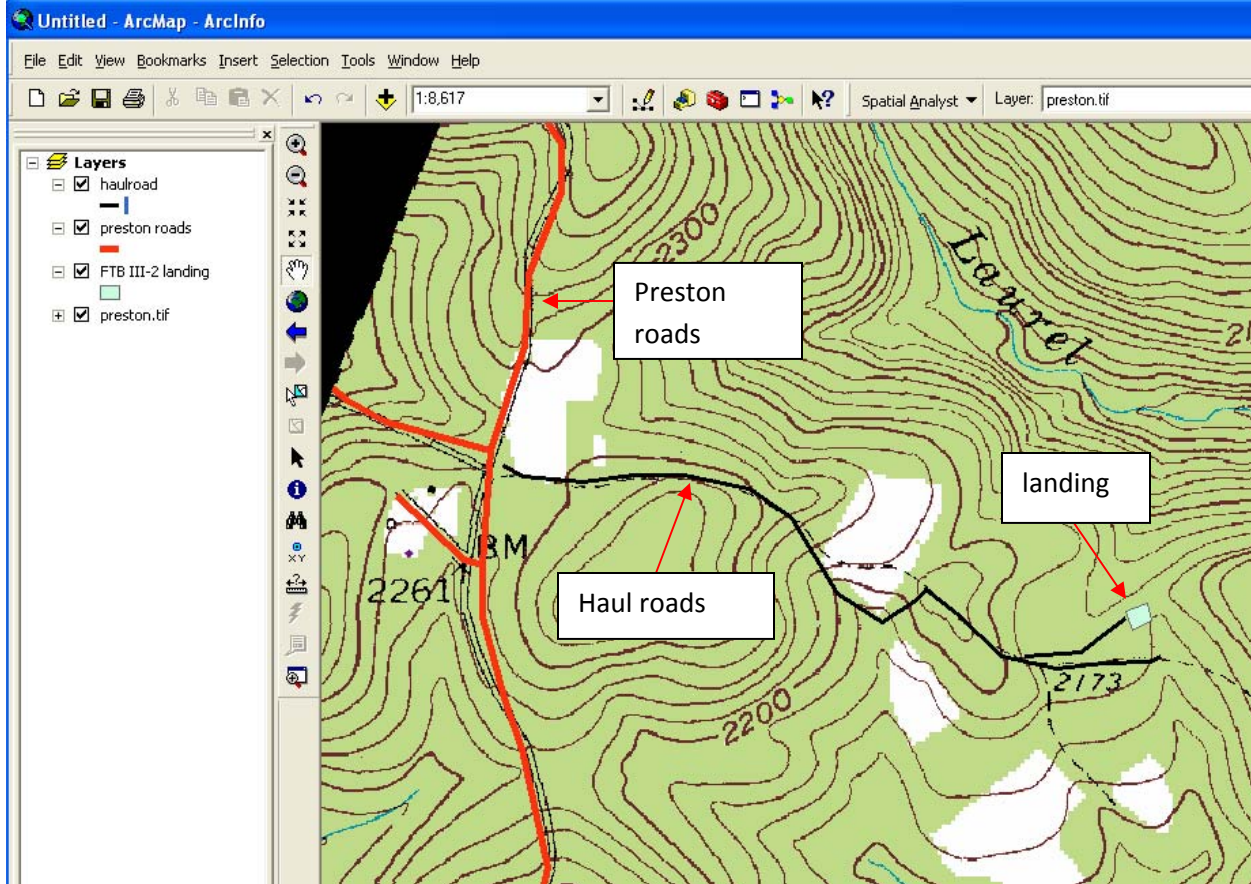 Untitled - ArcMap - ArcInfo
File Edit View Bookmarks Insert Selection Tools Window Help
1:8,617
Spatial Analyst
Layer:
preston.tif
Layers
haulroad
preston roads
FTB III-2 landing
preston.tif
2300
Laurel
Preston
roads
landing
BM
2261
Haul roads
2173
2200